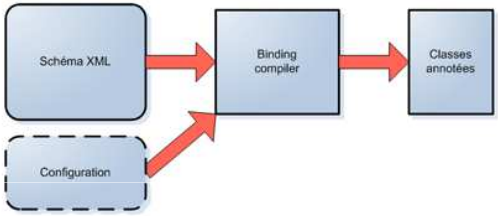 Schéma XML
Binding
compiler
Classes
annotées
Configuration